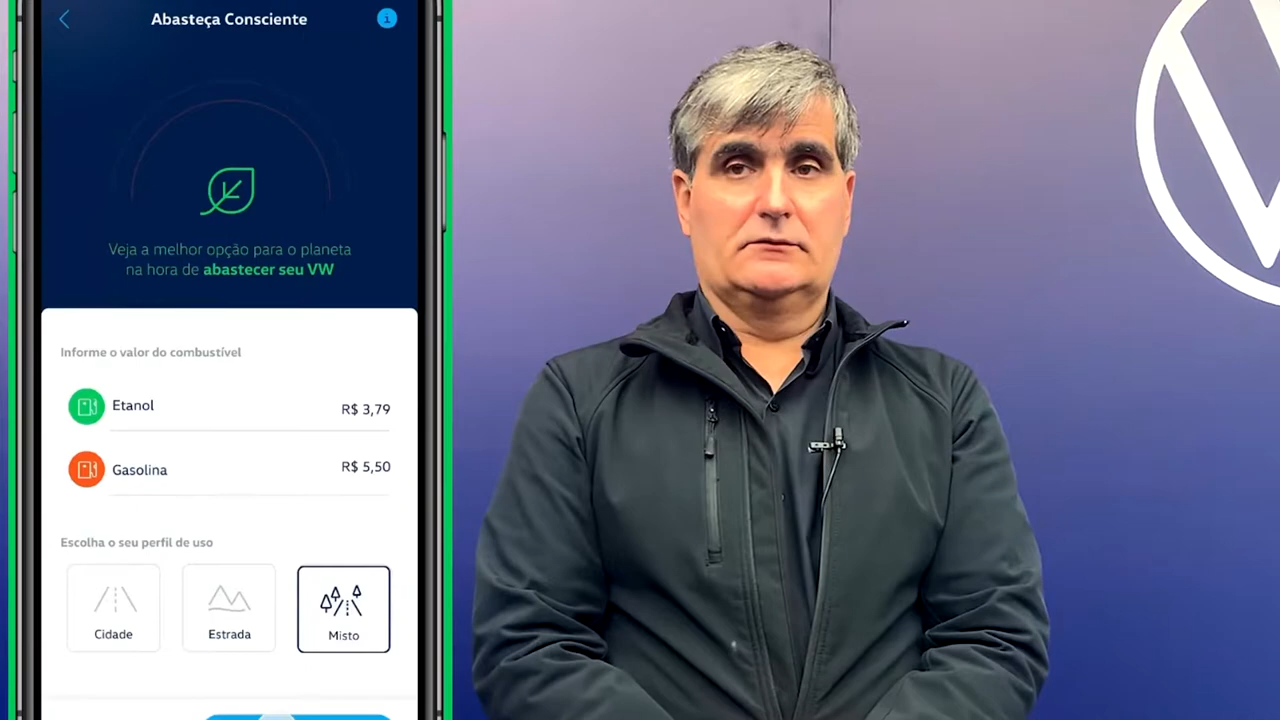 Abasteça Consciente
i
Veja a melhor opção para o planeta
na hora de abastecer seu VW
Informe o valor do combustível
Etanol
R$ 3,79
Gasolina
R$ 5,50
Escolha o seu perfil de uso
Cidade
Estrada
Misto